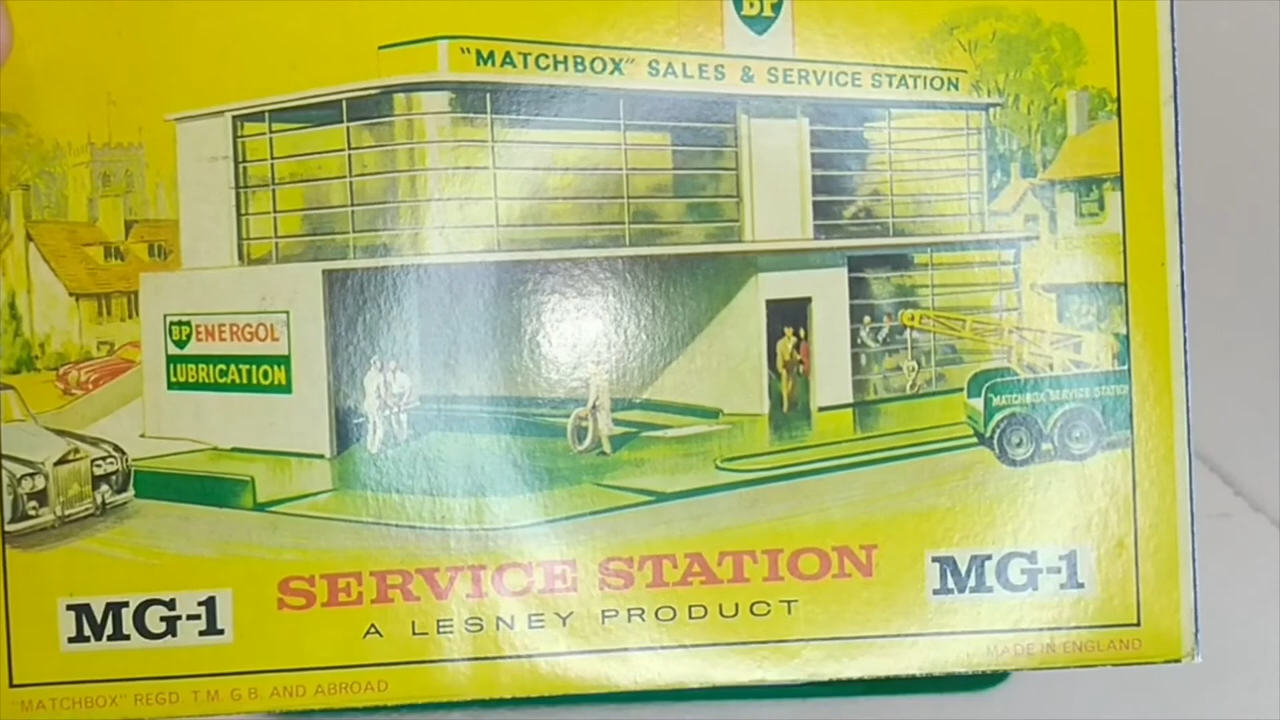 BP
"MATCHBOX" SALES & SERVICE STATION
BP ENERGOL
LUBRICATION
"MATCHBOX SERVICE STATION
SERVICE STATION
MG-1
MG-1
A LESNEY PRODUCT
MADE IN ENGLAND
"MATCHBOX" REGD. T.M. G B. AND ABROAD